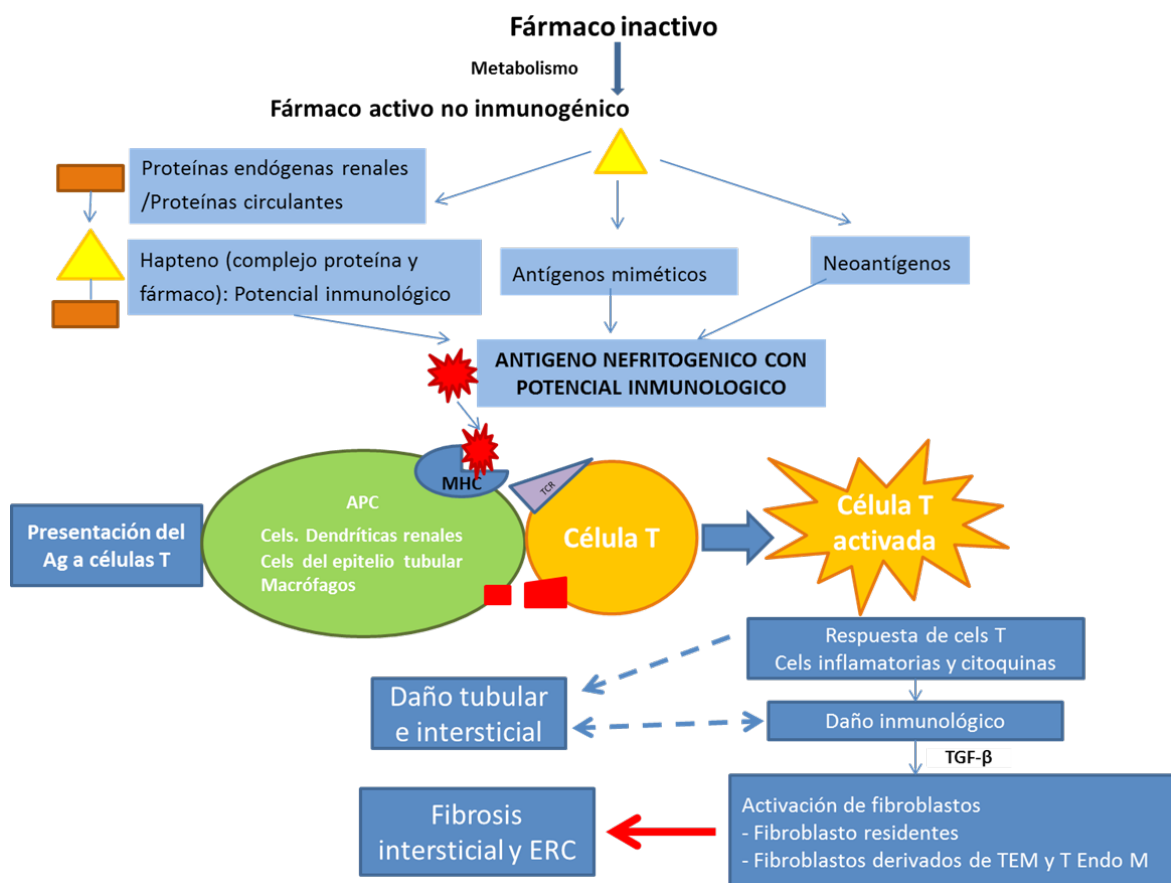 Fármaco inactivo
Metabolismo
Fármaco activo no inmunogénico
Proteínas endógenas renales
/Proteínas circulantes
Hapteno (complejo proteína y
fármaco): Potencial inmunológico
Antígenos miméticos
Neoantígenos
ANTIGENO NEFRITOGENICO CON
POTENCIAL INMUNOLOGICO
MHC
TCR
APC
Cels. Dendríticas renales
Cels del epitelio tubular
Macrófagos
Presentación del
Ag a células T
Célula T
Célula T
activada
Respuesta de cels T
Cels inflamatorias y citoquinas
Daño tubular
e intersticial
Daño inmunológico
TGF-β
Activación de fibroblastos
- Fibroblasto residentes
- Fibroblastos derivados de TEM y T Endo M
Fibrosis
intersticial y ERC